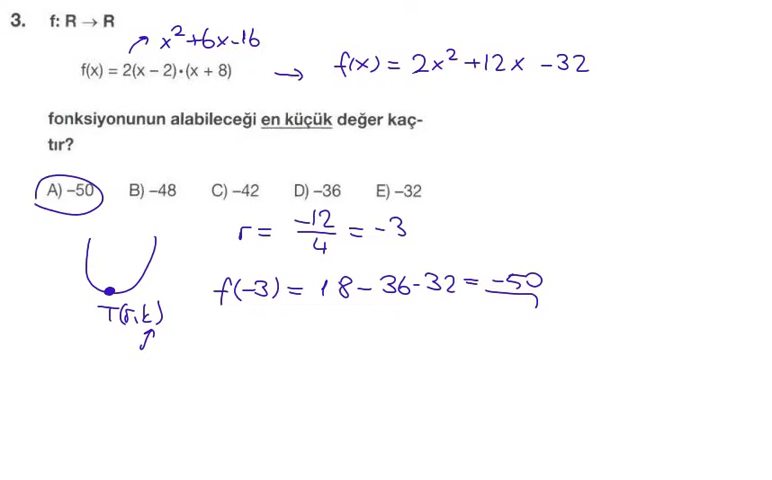 3. f: R → R
x²+6x-16
f(x) = 2(x – 2)·(x + 8) → f(x) = 2x² +12x -32
fonksiyonunun alabileceği en küçük değer kaç-
tır?
A) –50 B) –48 C) –42 D) –36 E) –32
r = -12/4 = -3
f(-3) = 18 - 36 - 32 = -50
T(r,k)